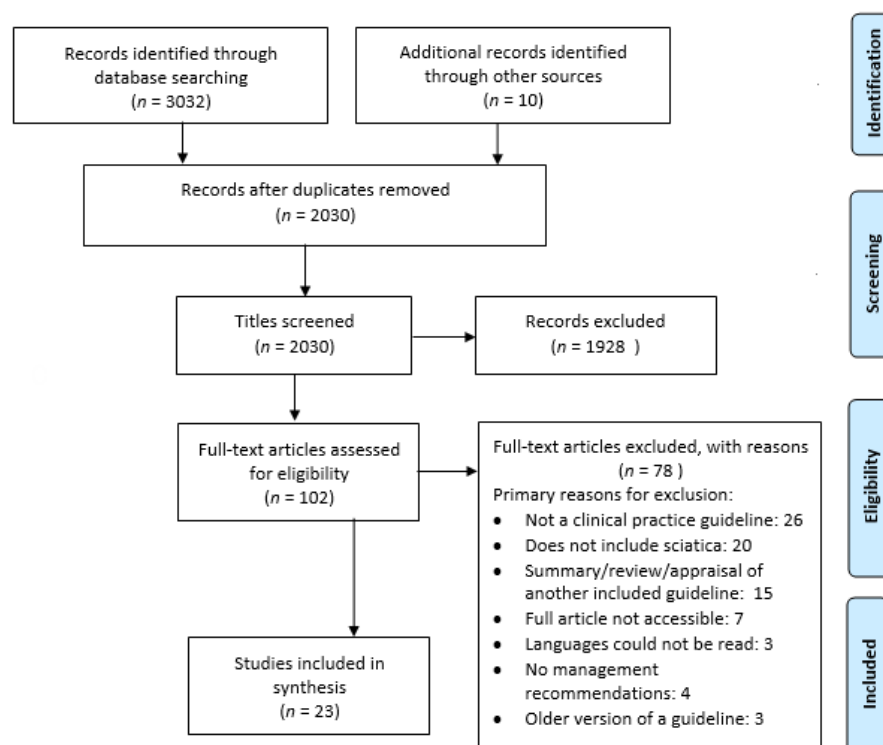 Records identified through
database searching
(n = 3032)
Additional records identified
through other sources
(n = 10)
Identification
Records after duplicates removed
(n = 2030)
Screening
Titles screened
(n = 2030)
Records excluded
(n = 1928 )
Full-text articles assessed
for eligibility
(n = 102)
Full-text articles excluded, with reasons
(n = 78 )
Primary reasons for exclusion:
• Not a clinical practice guideline: 26
• Does not include sciatica: 20
• Summary/review/appraisal of
another included guideline: 15
• Full article not accessible: 7
• Languages could not be read: 3
• No management
recommendations: 4
• Older version of a guideline: 3
Eligibility
Studies included in
synthesis
(n = 23)
Included